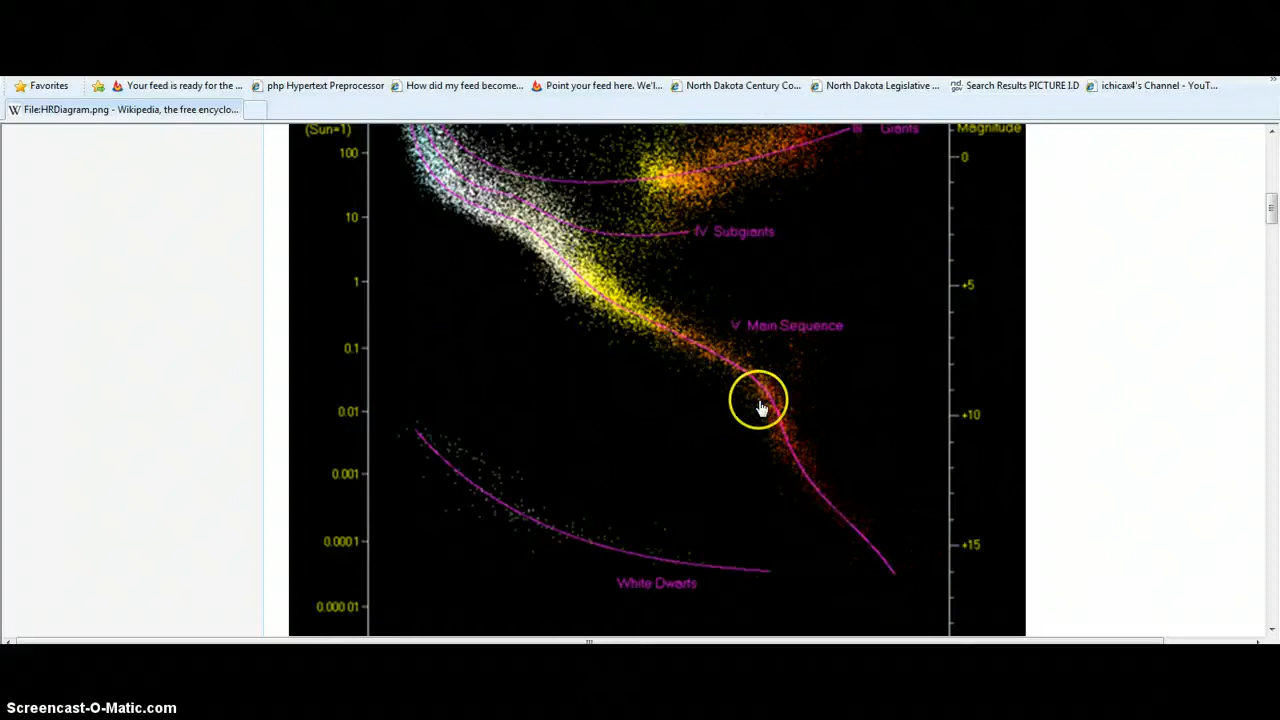 Favorites Your feed is ready for the ... php Hypertext Preprocessor How did my feed become... Point your feed here. We'l... North Dakota Century Co... North Dakota Legislative ... nd.gov Search Results PICTURE I.D ichicax4's Channel - YouT...
W File:HRDiagram.png - Wikipedia, the free encyclo...
(Sun=1) III Giants Magnitude
100 0
10 IV Subgiants
1 +5
V Main Sequence
0.1
0.01 +10
0.001
0.0001 +15
White Dwarfs
0.000 01
Screencast-O-Matic.com